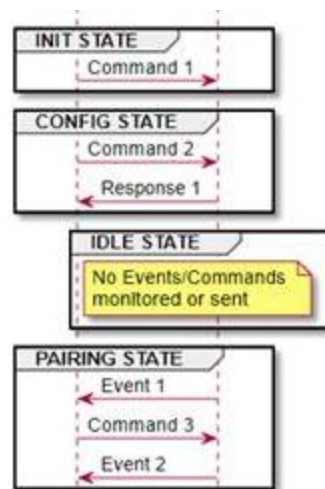 INIT STATE
Command 1
CONFIG STATE
Command 2
Response 1
IDLE STATE
No Events/Commands
monitored or sent
PAIRING STATE
Event 1
Command 3
Event 2